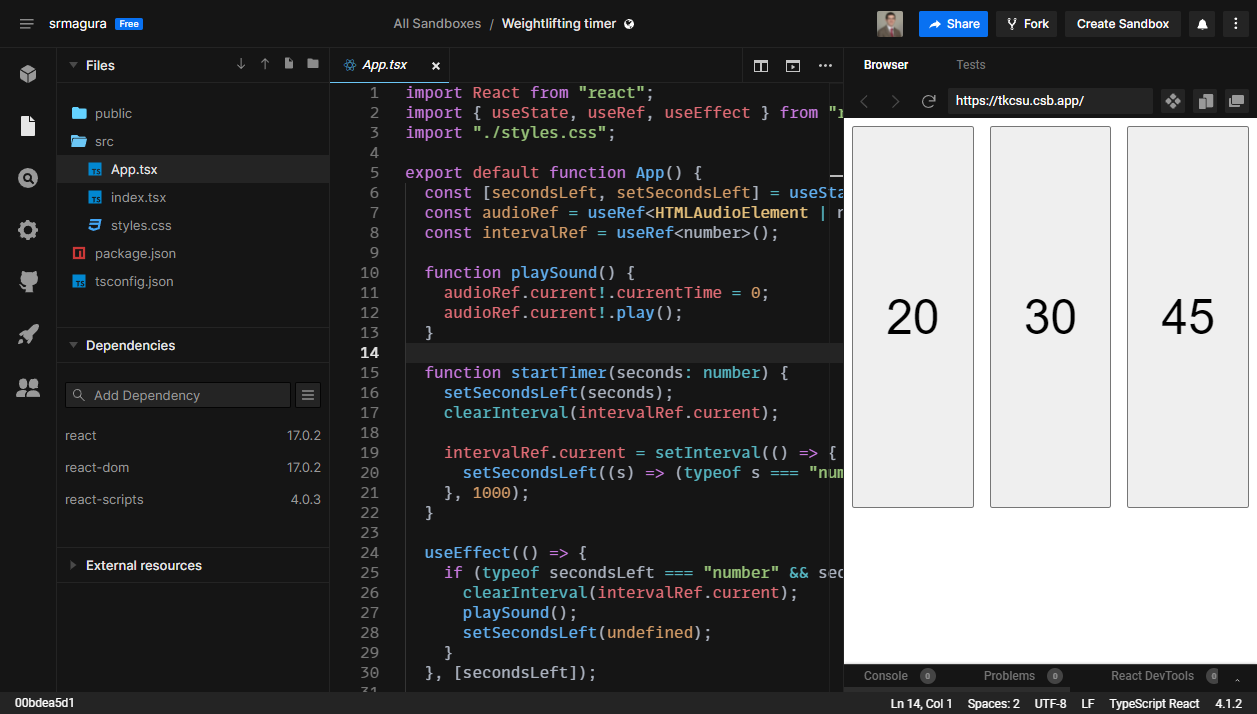 srmagura Free All Sandboxes / Weightlifting timer Share Fork Create Sandbox
Files
public
src
App.tsx
index.tsx
styles.css
package.json
tsconfig.json
Dependencies
Add Dependency
react 17.0.2
react-dom 17.0.2
react-scripts 4.0.3
External resources
App.tsx
1 import React from "react";
2 import { useState, useRef, useEffect } from "r
3 import "./styles.css";
4
5 export default function App() {
6 const [secondsLeft, setSecondsLeft] = useSta
7 const audioRef = useRef<HTMLAudioElement | n
8 const intervalRef = useRef<number>();
9
10 function playSound() {
11 audioRef.current!.currentTime = 0;
12 audioRef.current!.play();
13 }
14
15 function startTimer(seconds: number) {
16 setSecondsLeft(seconds);
17 clearInterval(intervalRef.current);
18
19 intervalRef.current = setInterval(() => {
20 setSecondsLeft((s) => (typeof s === "num
21 }, 1000);
22 }
23
24 useEffect(() => {
25 if (typeof secondsLeft === "number" && sec
26 clearInterval(intervalRef.current);
27 playSound();
28 setSecondsLeft(undefined);
29 }
30 }, [secondsLeft]);
31
Browser Tests
https://tkcsu.csb.app/
20 30 45
Console 0 Problems 0 React DevTools 0
00bdea5d1 Ln 14, Col 1 Spaces: 2 UTF-8 LF TypeScript React 4.1.2